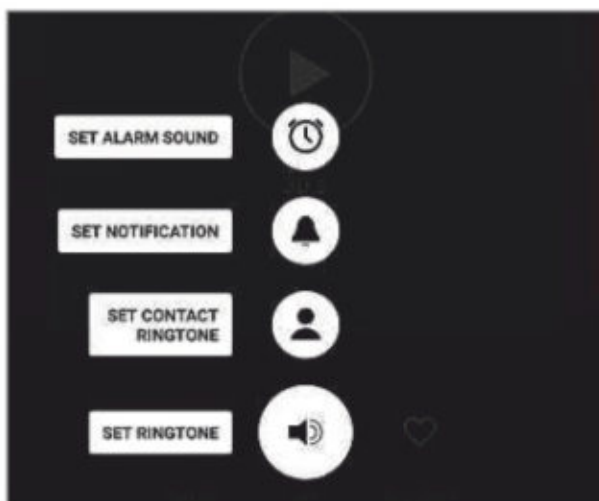 SET ALARM SOUND
SET NOTIFICATION
SET CONTACT
RINGTONE
SET RINGTONE